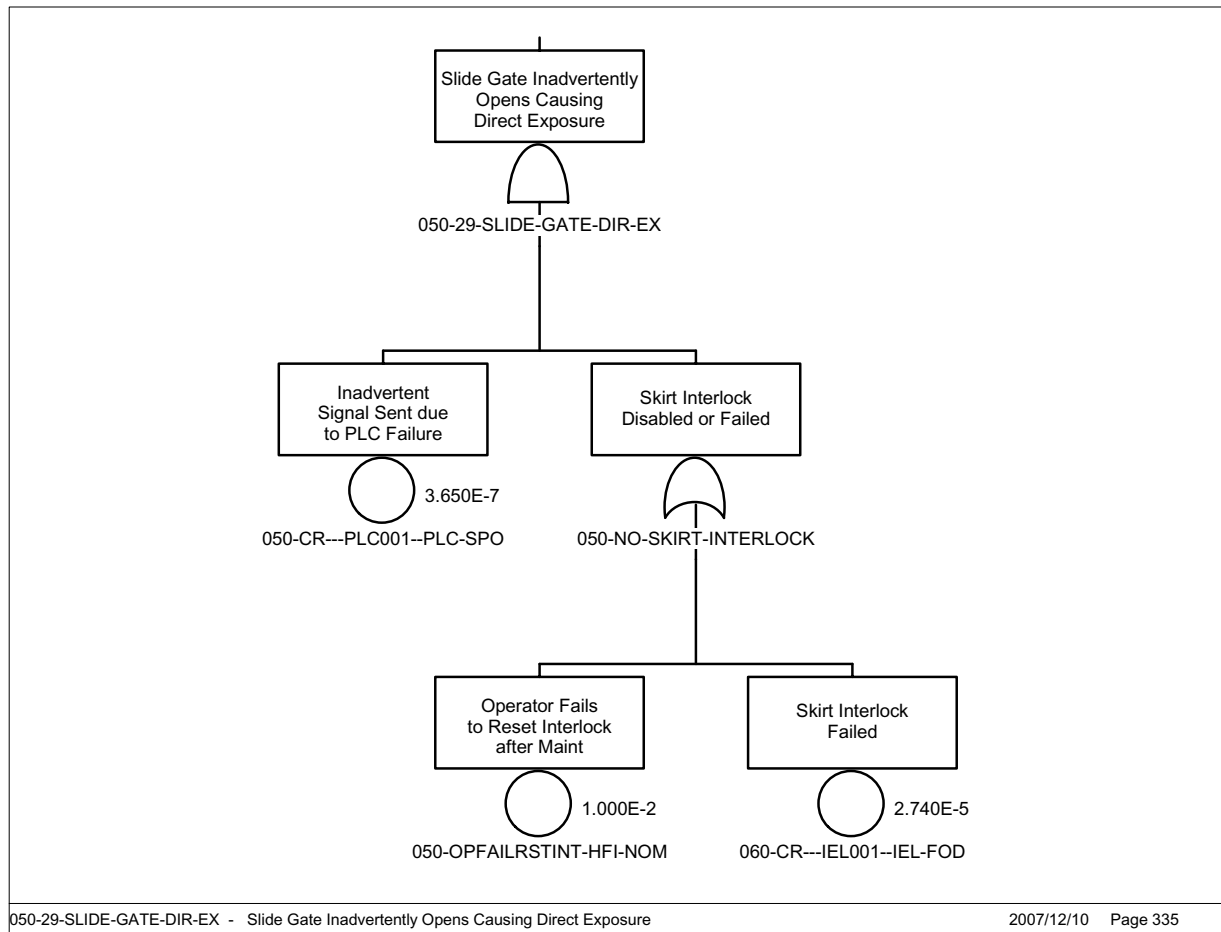 Slide Gate Inadvertently
Opens Causing
Direct Exposure
050-29-SLIDE-GATE-DIR-EX
Inadvertent
Signal Sent due
to PLC Failure
3.650E-7
050-CR---PLC001--PLC-SPO
Skirt Interlock
Disabled or Failed
050-NO-SKIRT-INTERLOCK
Operator Fails
to Reset Interlock
after Maint
1.000E-2
050-OPFAILRSTINT-HFI-NOM
Skirt Interlock
Failed
2.740E-5
060-CR---IEL001--IEL-FOD
050-29-SLIDE-GATE-DIR-EX - Slide Gate Inadvertently Opens Causing Direct Exposure 2007/12/10 Page 335